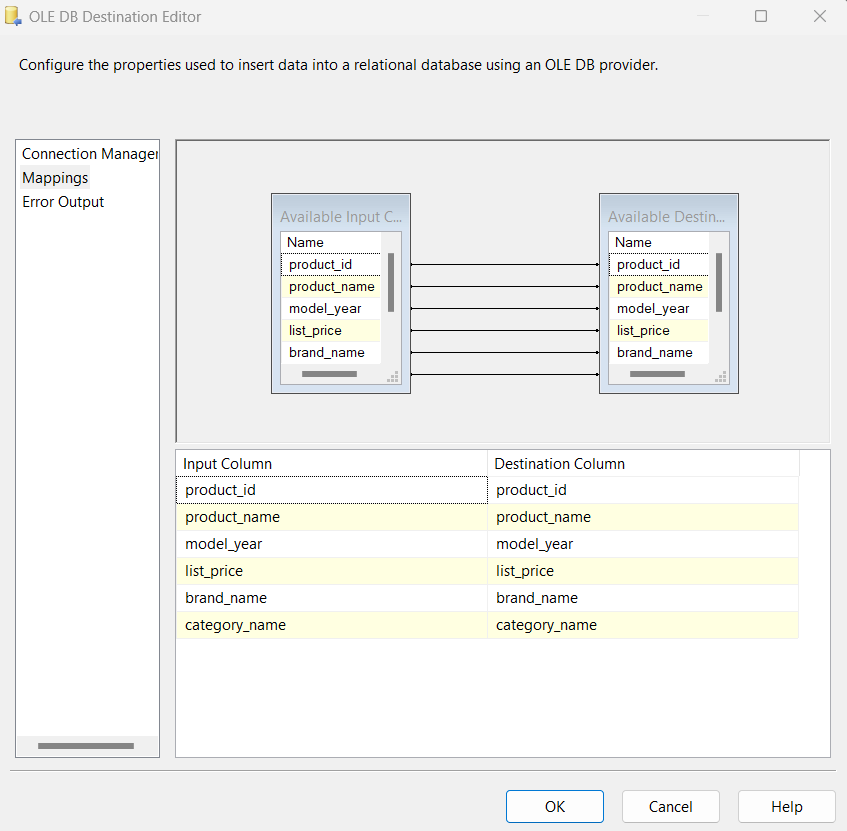 OLE DB Destination Editor
Configure the properties used to insert data into a relational database using an OLE DB provider.
Connection Manager
Mappings
Error Output
Available Input C...
Name
product_id
product_name
model_year
list_price
brand_name
Available Destin...
Name
product_id
product_name
model_year
list_price
brand_name
Input Column Destination Column
product_id product_id
product_name product_name
model_year model_year
list_price list_price
brand_name brand_name
category_name category_name
OK Cancel Help